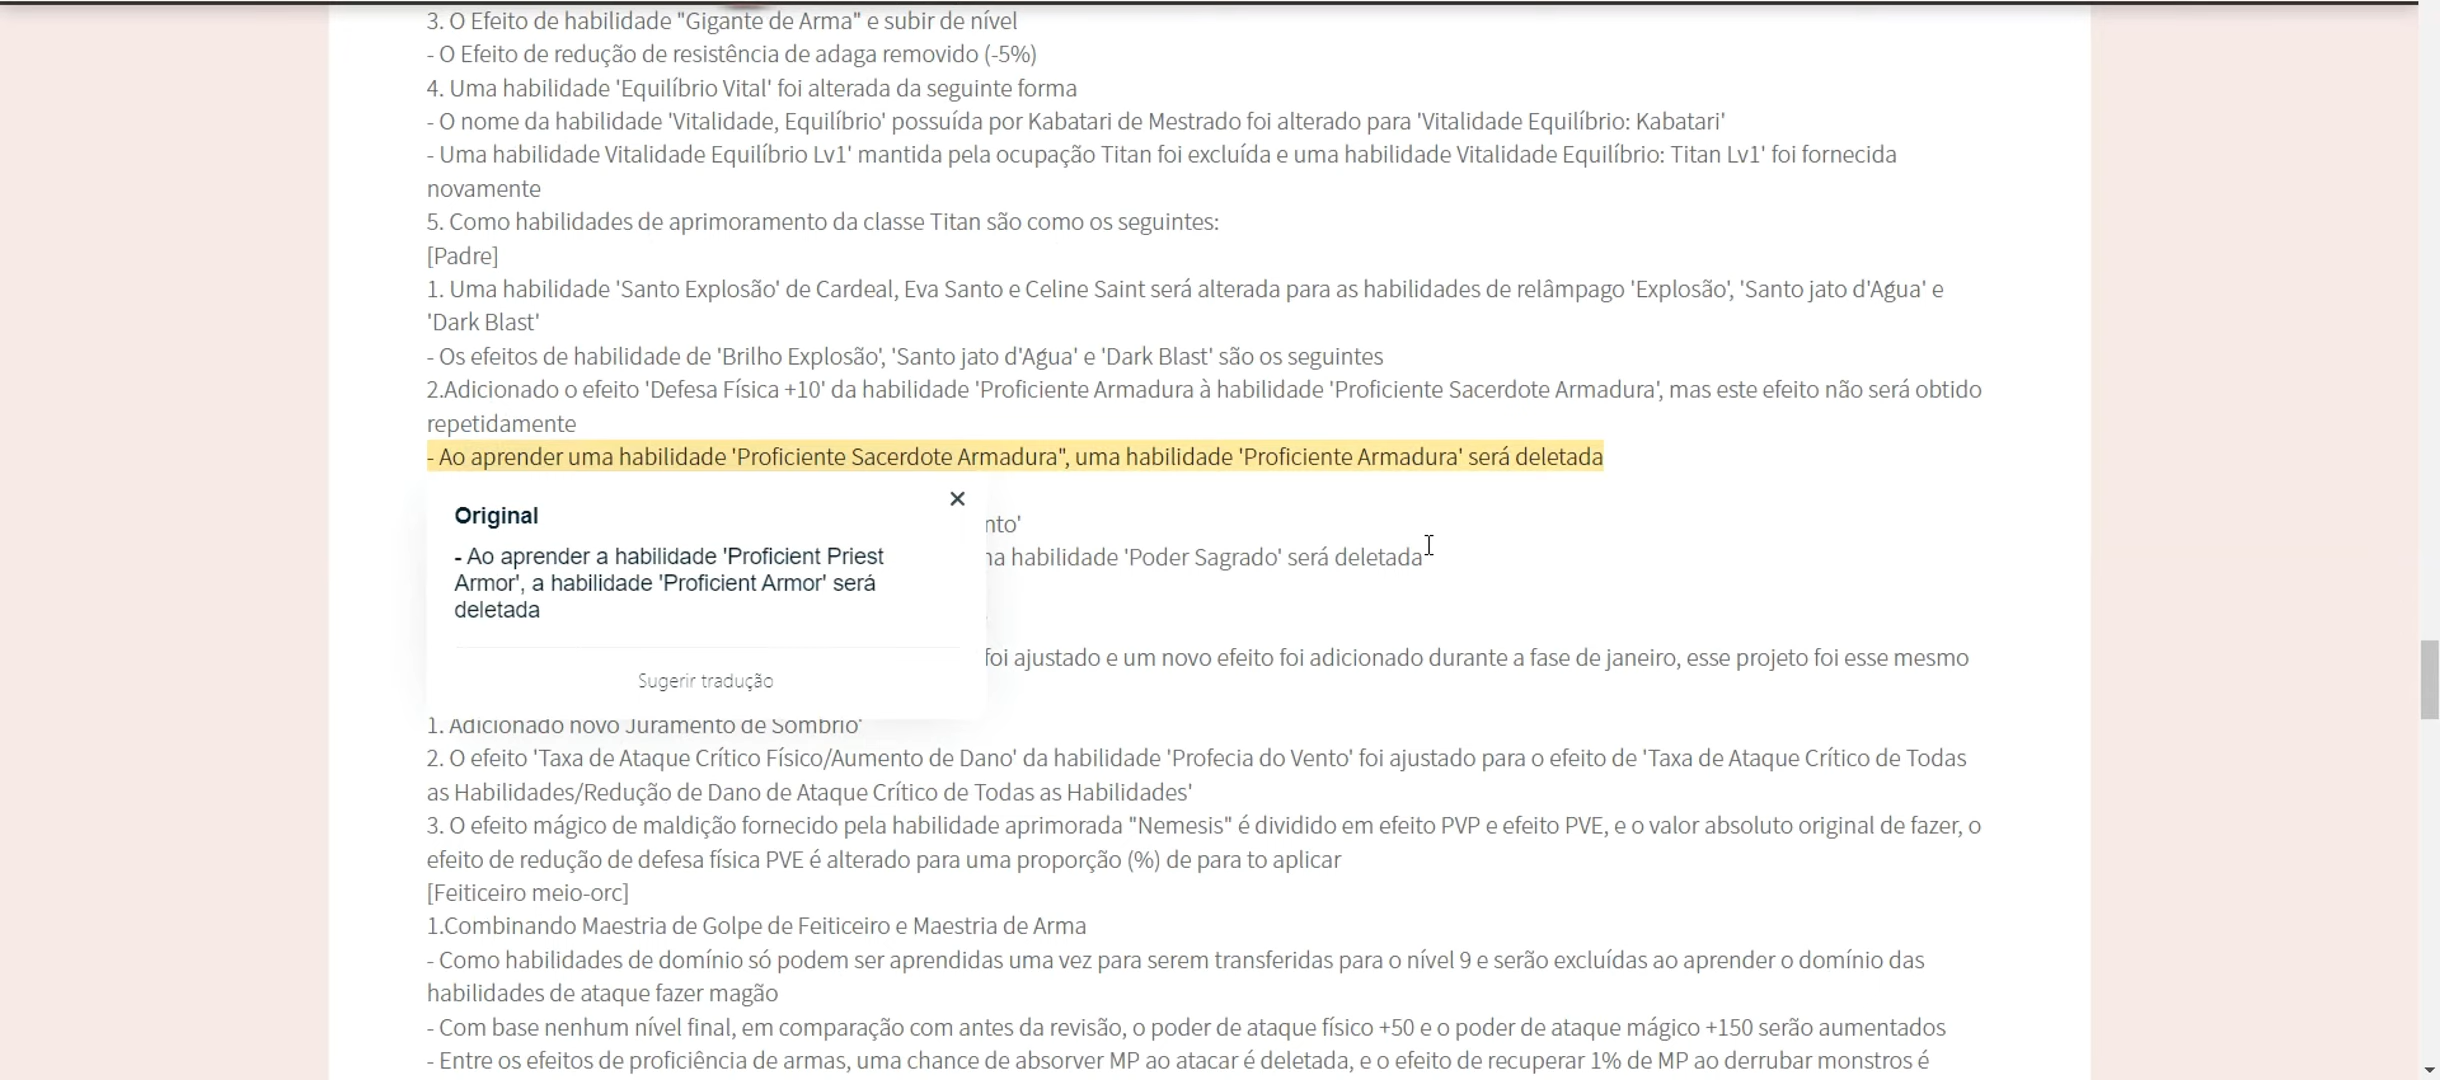 3. O Efeito de habilidade "Gigante de Arma" e subir de nível
- O Efeito de redução de resistência de adaga removido (-5%)
4. Uma habilidade 'Equilíbrio Vital' foi alterada da seguinte forma
- O nome da habilidade 'Vitalidade, Equilíbrio' possuída por Kabatari de Mestrado foi alterado para 'Vitalidade Equilíbrio: Kabatari'
- Uma habilidade Vitalidade Equilíbrio Lv1' mantida pela ocupação Titan foi excluída e uma habilidade Vitalidade Equilíbrio: Titan Lv1' foi fornecida
novamente
5. Como habilidades de aprimoramento da classe Titan são como os seguintes:
[Padre]
1. Uma habilidade 'Santo Explosão' de Cardeal, Eva Santo e Celine Saint será alterada para as habilidades de relâmpago 'Explosão', 'Santo jato d'Agua' e
'Dark Blast'
- Os efeitos de habilidade de 'Brilho Explosão', 'Santo jato d'Agua' e 'Dark Blast' são os seguintes
2.Adicionado o efeito 'Defesa Física +10' da habilidade 'Proficiente Armadura à habilidade 'Proficiente Sacerdote Armadura', mas este efeito não será obtido
repetidamente
- Ao aprender uma habilidade 'Proficiente Sacerdote Armadura", uma habilidade 'Proficiente Armadura' será deletada
Original
- Ao aprender a habilidade 'Proficient Priest
Armor', a habilidade 'Proficient Armor' será
deletada
Sugerir tradução
nto'
na habilidade 'Poder Sagrado' será deletada
foi ajustado e um novo efeito foi adicionado durante a fase de janeiro, esse projeto foi esse mesmo
1. Adicionado novo Juramento de Sombrio'
2. O efeito 'Taxa de Ataque Crítico Físico/Aumento de Dano' da habilidade 'Profecia do Vento' foi ajustado para o efeito de 'Taxa de Ataque Crítico de Todas
as Habilidades/Redução de Dano de Ataque Crítico de Todas as Habilidades'
3. O efeito mágico de maldição fornecido pela habilidade aprimorada "Nemesis" é dividido em efeito PVP e efeito PVE, e o valor absoluto original de fazer, o
efeito de redução de defesa física PVE é alterado para uma proporção (%) de para to aplicar
[Feiticeiro meio-orc]
1.Combinando Maestria de Golpe de Feiticeiro e Maestria de Arma
- Como habilidades de domínio só podem ser aprendidas uma vez para serem transferidas para o nível 9 e serão excluídas ao aprender o domínio das
habilidades de ataque fazer magão
- Com base nenhum nível final, em comparação com antes da revisão, o poder de ataque físico +50 e o poder de ataque mágico +150 serão aumentados
- Entre os efeitos de proficiência de armas, uma chance de absorver MP ao atacar é deletada, e o efeito de recuperar 1% de MP ao derrubar monstros é